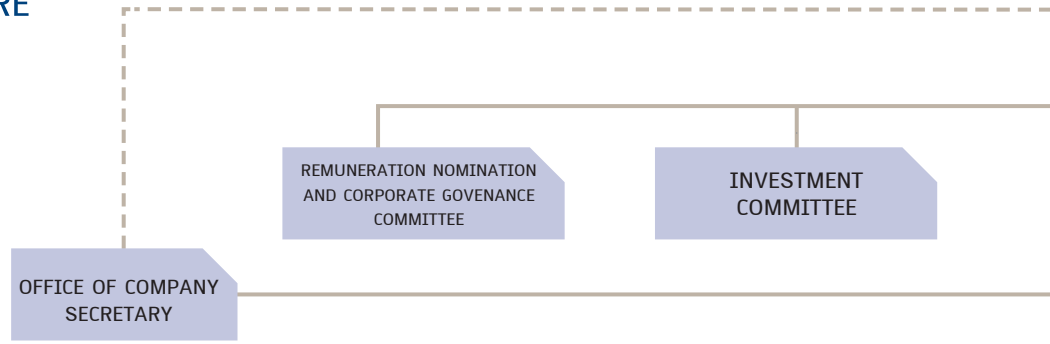 RE
REMUNERATION NOMINATION
AND CORPORATE GOVENANCE
COMMITTEE
INVESTMENT
COMMITTEE
OFFICE OF COMPANY
SECRETARY